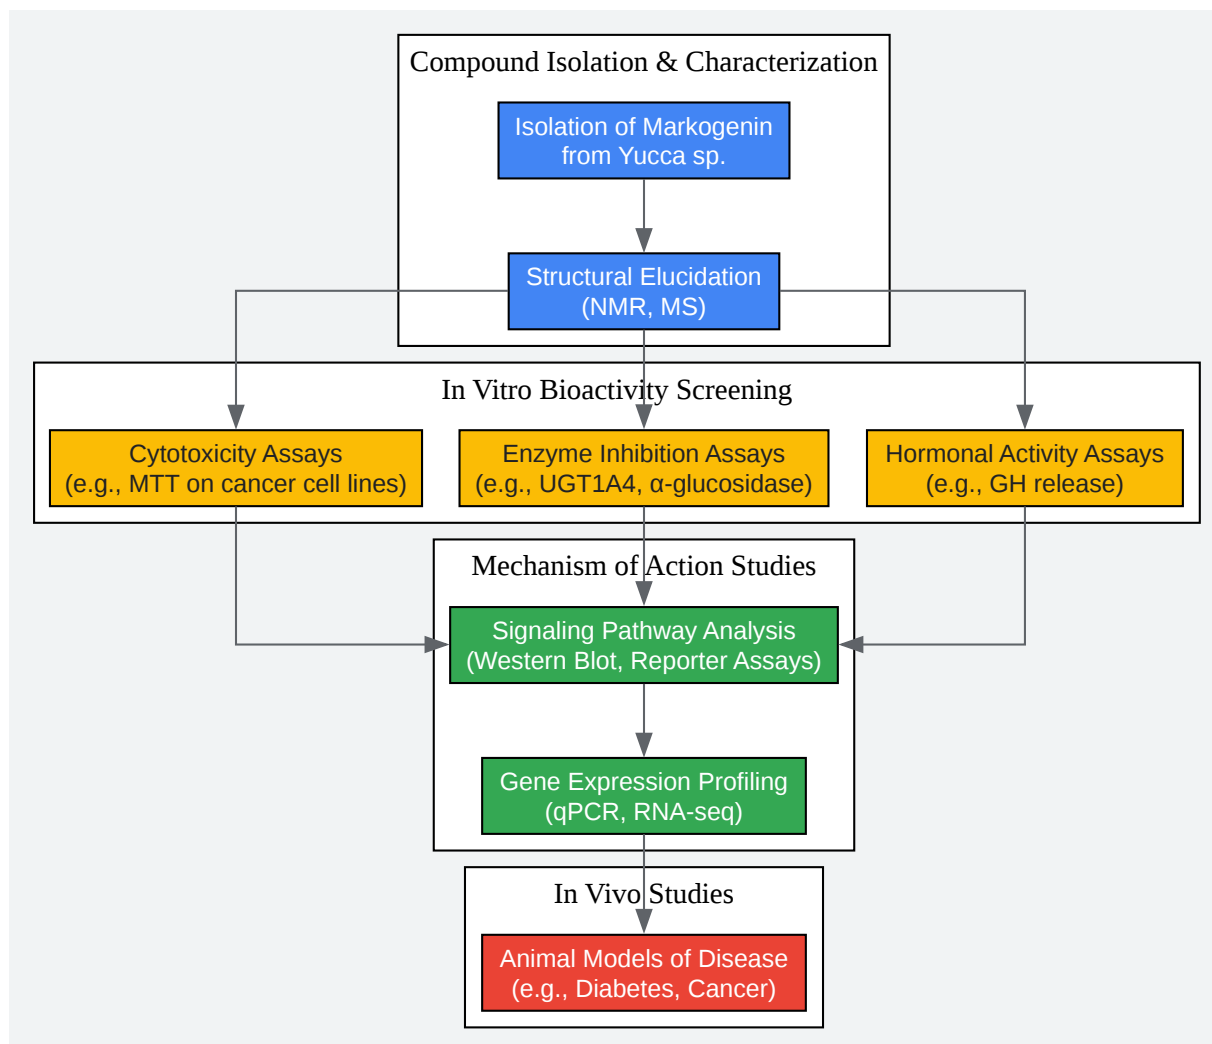 Compound Isolation & Characterization
Isolation of Markogenin
from Yucca sp.
Structural Elucidation
(NMR, MS)
In Vitro Bioactivity Screening
Cytotoxicity Assays
(e.g., MTT on cancer cell lines)
Enzyme Inhibition Assays
(e.g., UGT1A4, α-glucosidase)
Hormonal Activity Assays
(e.g., GH release)
Mechanism of Action Studies
Signaling Pathway Analysis
(Western Blot, Reporter Assays)
Gene Expression Profiling
(qPCR, RNA-seq)
In Vivo Studies
Animal Models of Disease
(e.g., Diabetes, Cancer)